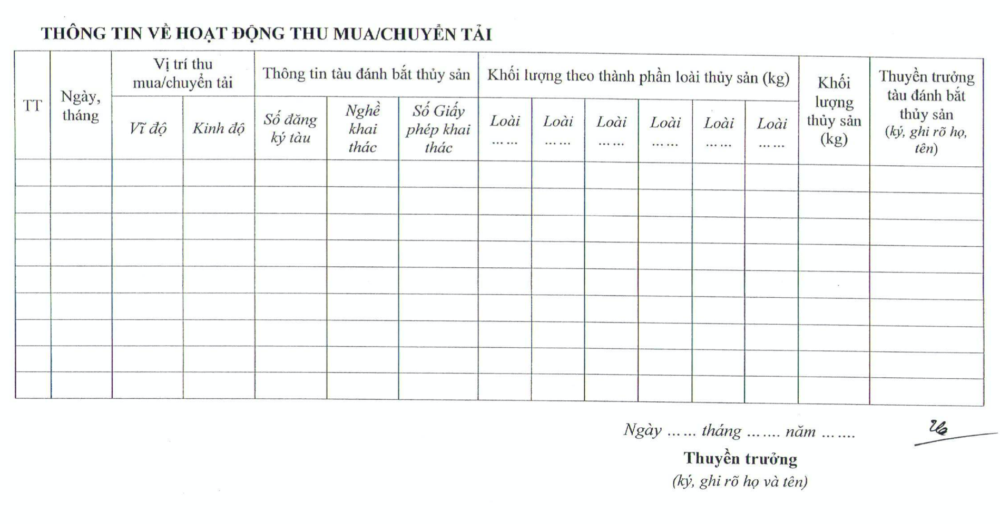 THÔNG TIN VỀ HOẠT ĐỘNG THU MUA/CHUYỂN TẢI
TT
Ngày,
tháng
Vị trí thu
mua/chuyển tải
Vĩ độ
Kinh độ
Thông tin tàu đánh bắt thủy sản
Số đăng
ký tàu
Nghề
khai
thác
Số Giấy
phép khai
thác
Khối lượng theo thành phần loài thủy sản (kg)
Loài
……
Loài
……
Loài
……
Loài
……
Loài
……
Loài
……
Khối
lượng
thủy sản
(kg)
Thuyền trưởng
tàu đánh bắt
thủy sản
(ký, ghi rõ họ,
tên)
Ngày …… tháng ……. năm …….
Thuyền trưởng
(ký, ghi rõ họ và tên)